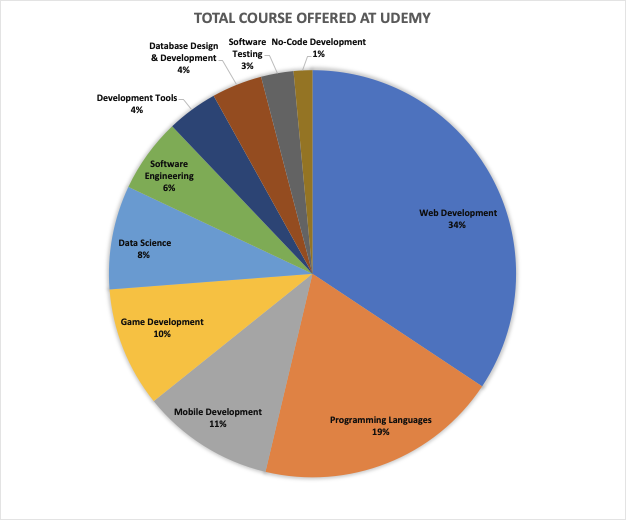 TOTAL COURSE OFFERED AT UDEMY
Database Design
& Development
4%
Software
Testing
3%
No-Code Development
1%
Development Tools
4%
Software
Engineering
6%
Web Development
34%
Data Science
8%
Game Development
10%
Mobile Development
11%
Programming Languages
19%